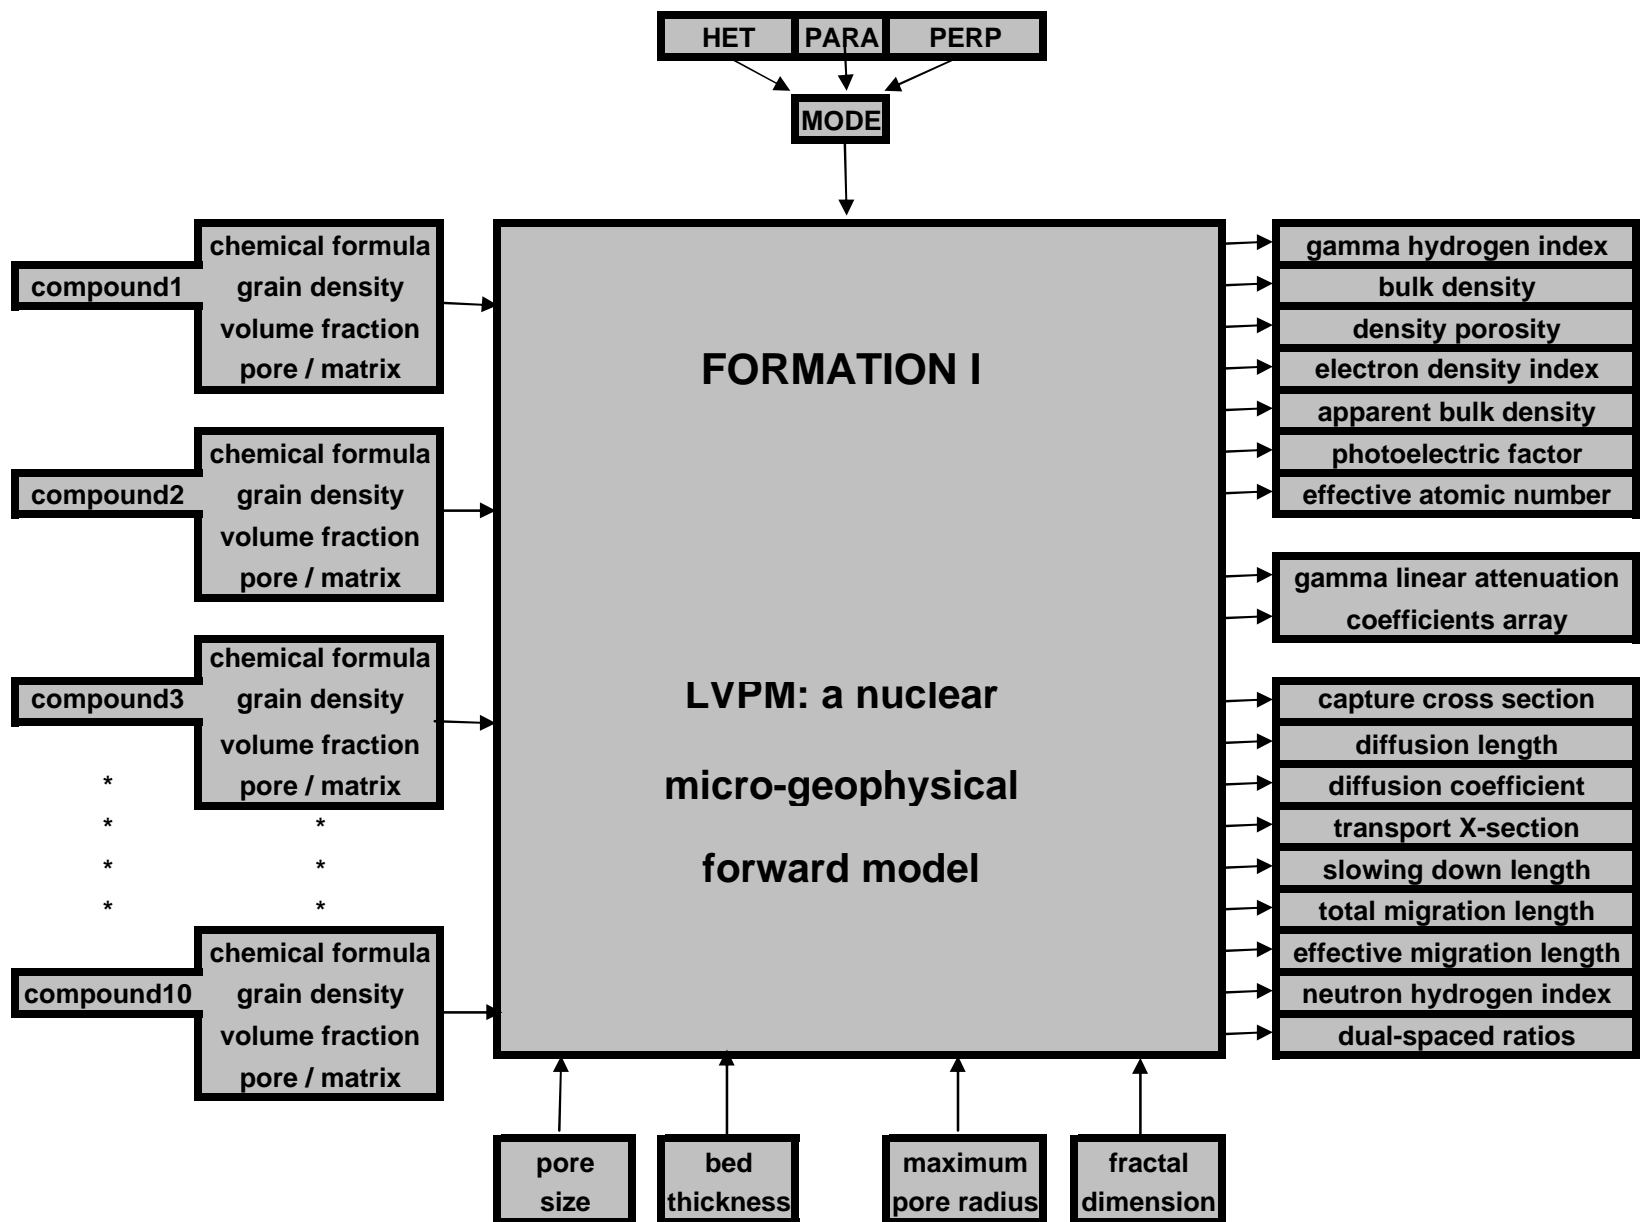 HET PARA PERP
MODE
chemical formula
compound1 grain density
volume fraction
pore / matrix
chemical formula
compound2 grain density
volume fraction
pore / matrix
chemical formula
compound3 grain density
volume fraction
* pore / matrix
* *
* *
* *
chemical formula
compound10 grain density
volume fraction
pore / matrix
FORMATION I
LVPM: a nuclear
micro-geophysical
forward model
gamma hydrogen index
bulk density
density porosity
electron density index
apparent bulk density
photoelectric factor
effective atomic number
gamma linear attenuation
coefficients array
capture cross section
diffusion length
diffusion coefficient
transport X-section
slowing down length
total migration length
effective migration length
neutron hydrogen index
dual-spaced ratios
pore
size
bed
thickness
maximum
pore radius
fractal
dimension